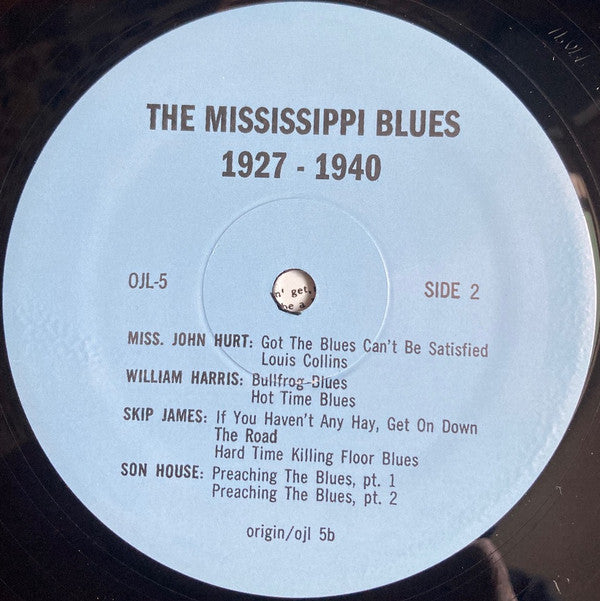 THE MISSISSIPPI BLUES
1927 - 1940
OJL-5
SIDE 2
n' get,
he a
MISS. JOHN HURT: Got The Blues Can't Be Satisfied
Louis Collins
WILLIAM HARRIS: Bullfrog Blues
Hot Time Blues
SKIP JAMES: If You Haven't Any Hay, Get On Down
The Road
Hard Time Killing Floor Blues
SON HOUSE: Preaching The Blues, pt. 1
Preaching The Blues, pt. 2
origin/ojl 5b